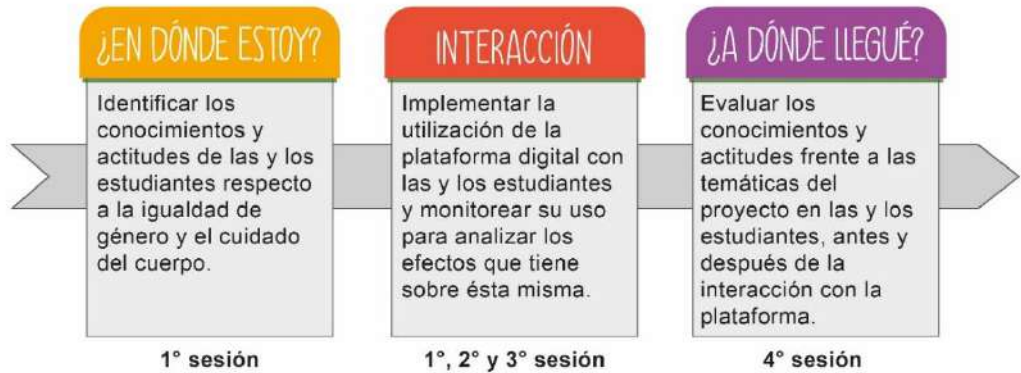 ¿EN DÓNDE ESTOY?
Identificar los
conocimientos y
actitudes de las y los
estudiantes respecto
a la igualdad de
género y el cuidado
del cuerpo.
1° sesión
INTERACCIÓN
Implementar la
utilización de la
plataforma digital con
las y los estudiantes
y monitorear su uso
para analizar los
efectos que tiene
sobre ésta misma.
1°, 2° y 3° sesión
¿A DÓNDE LLEGUÉ?
Evaluar los
conocimientos y
actitudes frente a las
temáticas del
proyecto en las y los
estudiantes, antes y
después de la
interacción con la
plataforma.
4° sesión